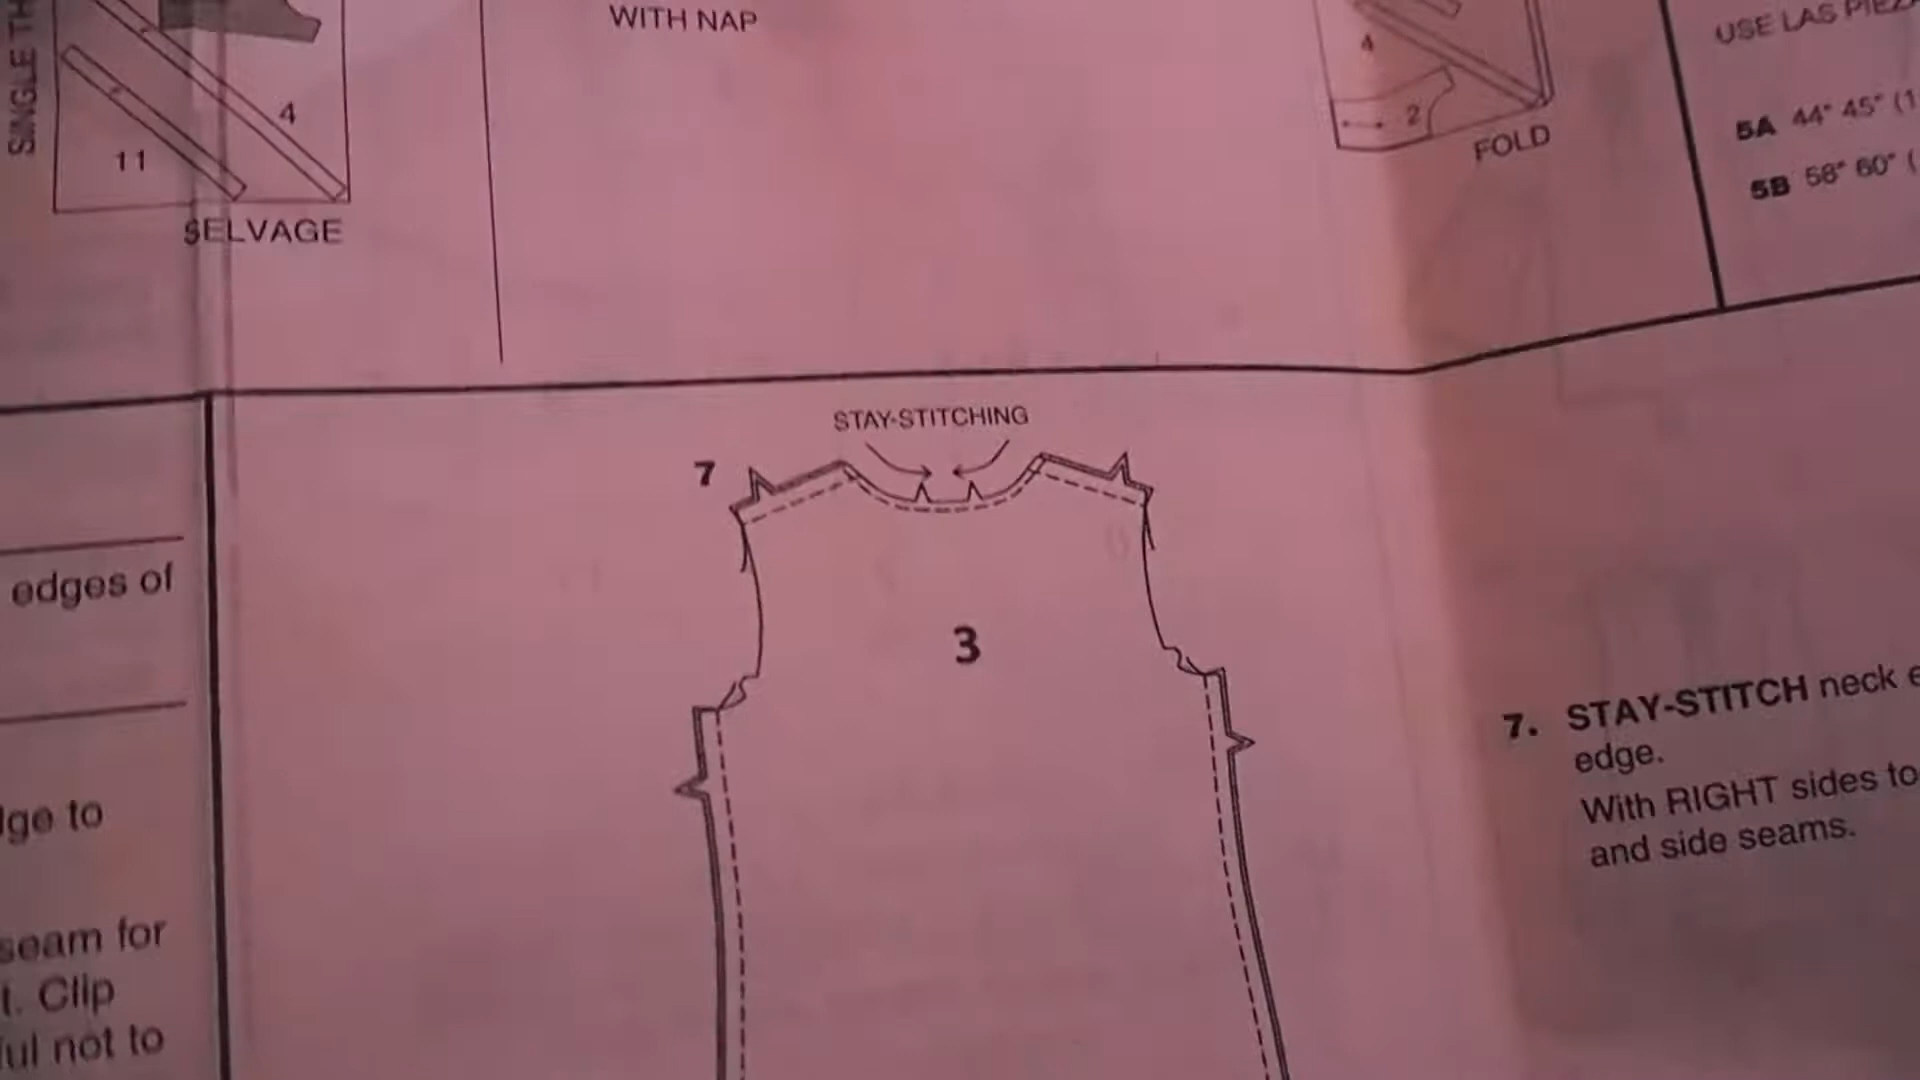 SINGLE TH
4
11
SELVAGE
WITH NAP
4
2
FOLD
USE LAS PIEZ
5A 44" 45" (1
5B 58" 60" (
STAY-STITCHING
7
3
edges of
ge to
seam for
t. Clip
ful not to
7. STAY-STITCH neck e
edge.
With RIGHT sides to
and side seams.